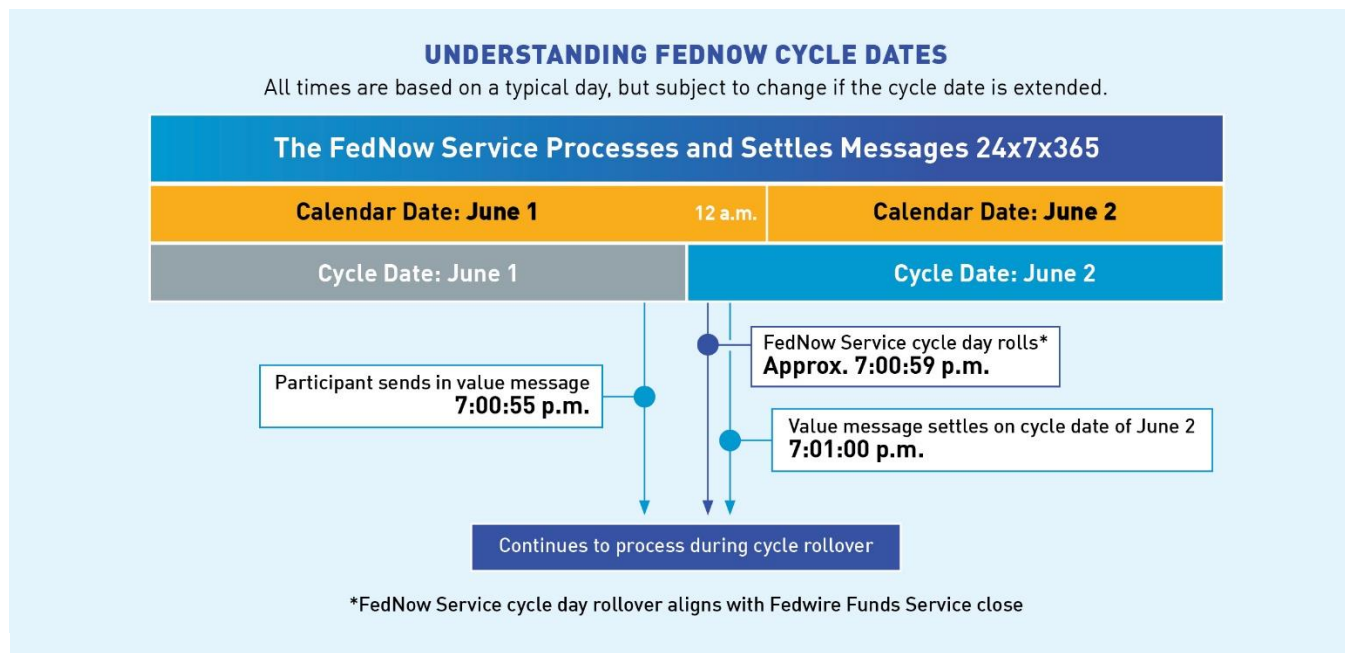 UNDERSTANDING FEDNOW CYCLE DATES
All times are based on a typical day, but subject to change if the cycle date is extended.
The FedNow Service Processes and Settles Messages 24x7x365
Calendar Date: June 1
12 a.m.
Calendar Date: June 2
Cycle Date: June 1
Cycle Date: June 2
FedNow Service cycle day rolls*
Approx. 7:00:59 p.m.
Participant sends in value message
7:00:55 p.m.
Value message settles on cycle date of June 2
7:01:00 p.m.
Continues to process during cycle rollover
*FedNow Service cycle day rollover aligns with Fedwire Funds Service close